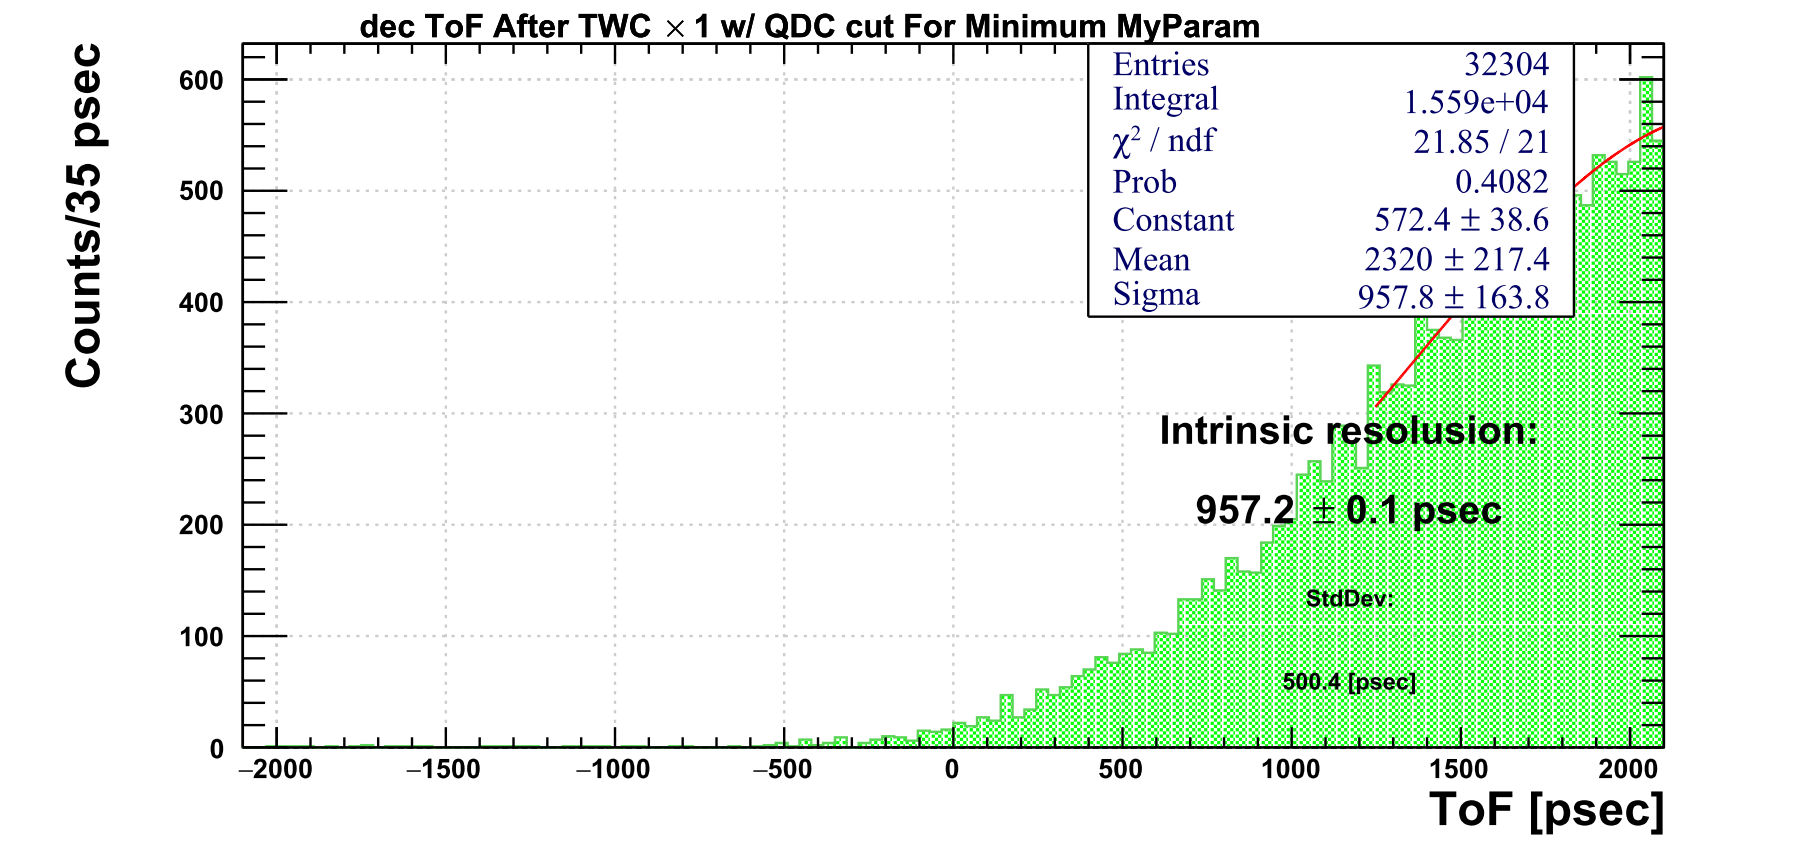 dec ToF After TWC × 1 w/ QDC cut For Minimum MyParam
Counts/35 psec
Entries 32304
Integral 1.559e+04
χ² / ndf 21.85 / 21
Prob 0.4082
Constant 572.4 ± 38.6
Mean 2320 ± 217.4
Sigma 957.8 ± 163.8
600
500
400
300
200
100
0
Intrinsic resolusion:
957.2 ± 0.1 psec
StdDev:
500.4 [psec]
−2000 −1500 −1000 −500 0 500 1000 1500 2000
ToF [psec]